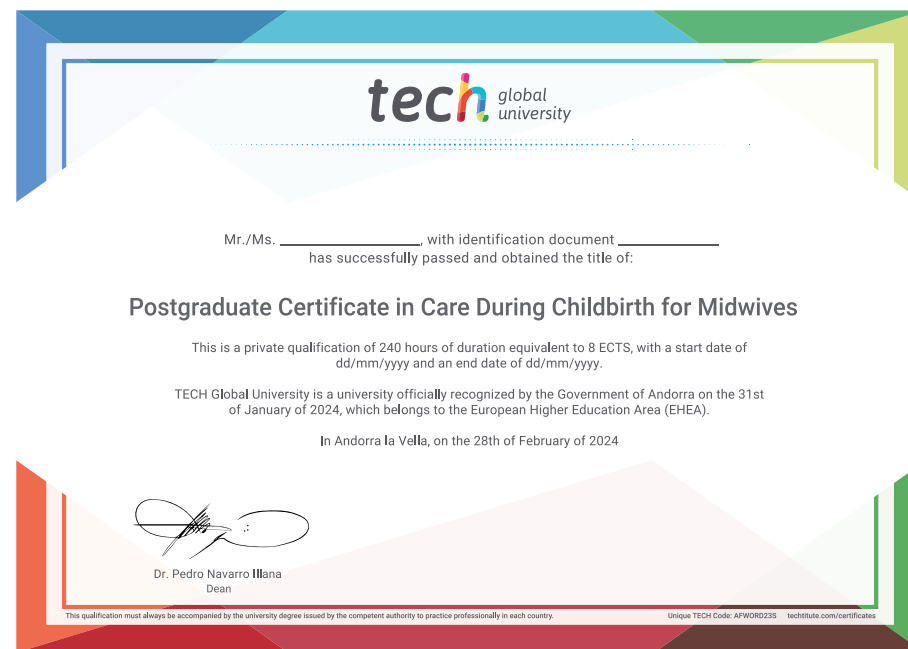 tech global
university
Mr./Ms. ____________________, with identification document ______________
has successfully passed and obtained the title of:
Postgraduate Certificate in Care During Childbirth for Midwives
This is a private qualification of 240 hours of duration equivalent to 8 ECTS, with a start date of
dd/mm/yyyy and an end date of dd/mm/yyyy.
TECH Global University is a university officially recognized by the Government of Andorra on the 31st
of January of 2024, which belongs to the European Higher Education Area (EHEA).
In Andorra la Vella, on the 28th of February of 2024
Dr. Pedro Navarro Illana
Dean
This qualification must always be accompanied by the university degree issued by the competent authority to practice professionally in each country.
Unique TECH Code: AFWORD23S techtitute.com/certificates